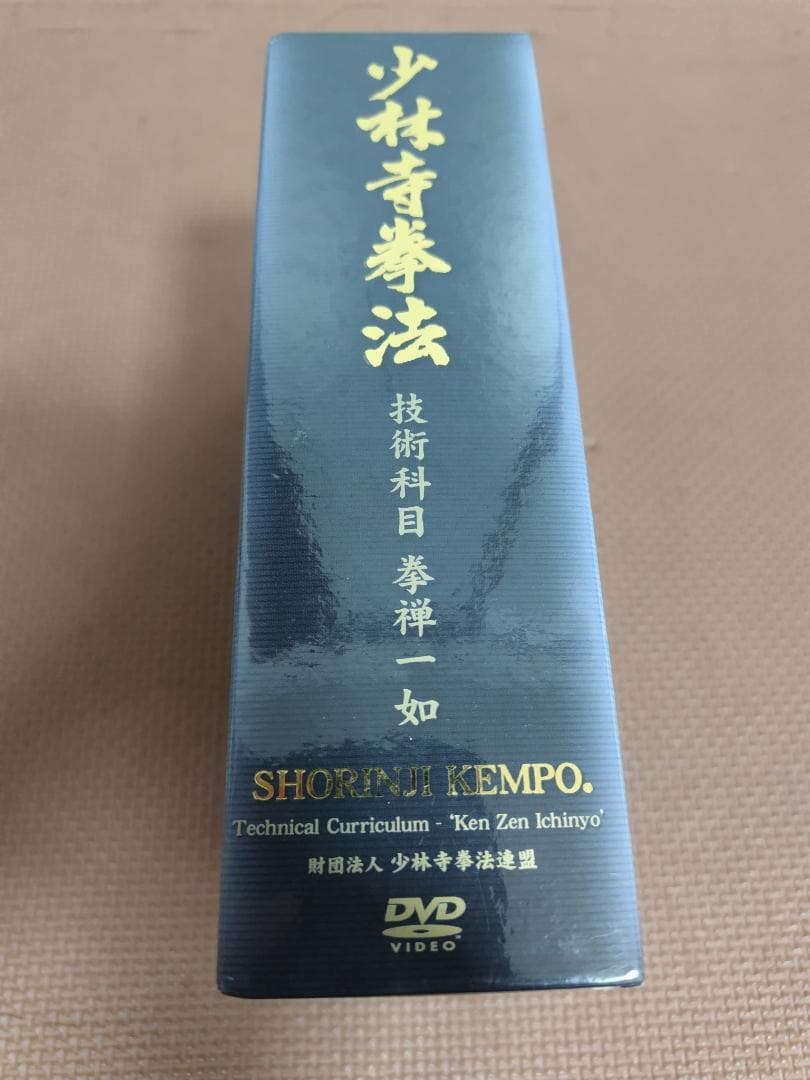 少林寺拳法
技術科目 拳禅一如
SHORINJI KEMPO.
Technical Curriculum - ‘Ken Zen Ichinyo’
財団法人 少林寺拳法連盟
DVD
VIDEO